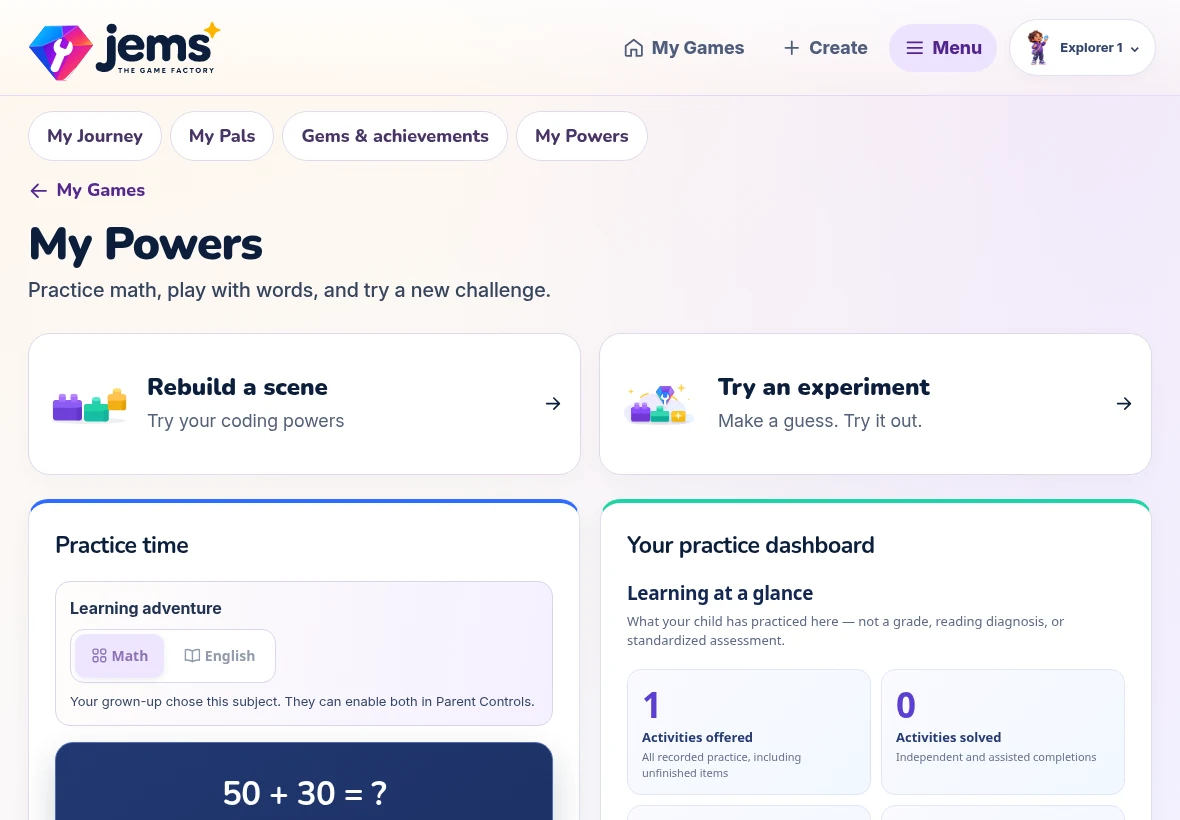 jems
THE GAME FACTORY
My Games
Create
Menu
Explorer 1
My Journey
My Pals
Gems & achievements
My Powers
My Games
My Powers
Practice math, play with words, and try a new challenge.
Rebuild a scene
Try your coding powers
Try an experiment
Make a guess. Try it out.
Practice time
Learning adventure
Math
English
Your grown-up chose this subject. They can enable both in Parent Controls.
50 + 30 = ?
Your practice dashboard
Learning at a glance
What your child has practiced here — not a grade, reading diagnosis, or
standardized assessment.
1
Activities offered
All recorded practice, including
unfinished items
0
Activities solved
Independent and assisted completions